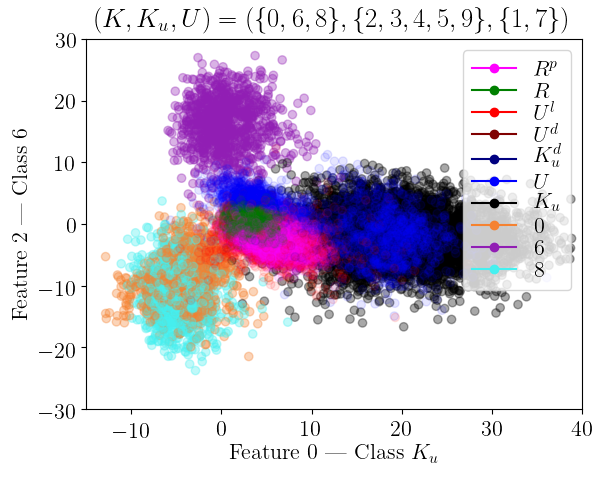 (K, K_u, U) = ({0, 6, 8}, {2, 3, 4, 5, 9}, {1, 7})
30
20
10
0
−10
−20
−30
Feature 2 — Class 6
R^p
R
U^l
U^d
K_u^d
U
K_u
0
6
8
−10
0
10
20
30
40
Feature 0 — Class K_u